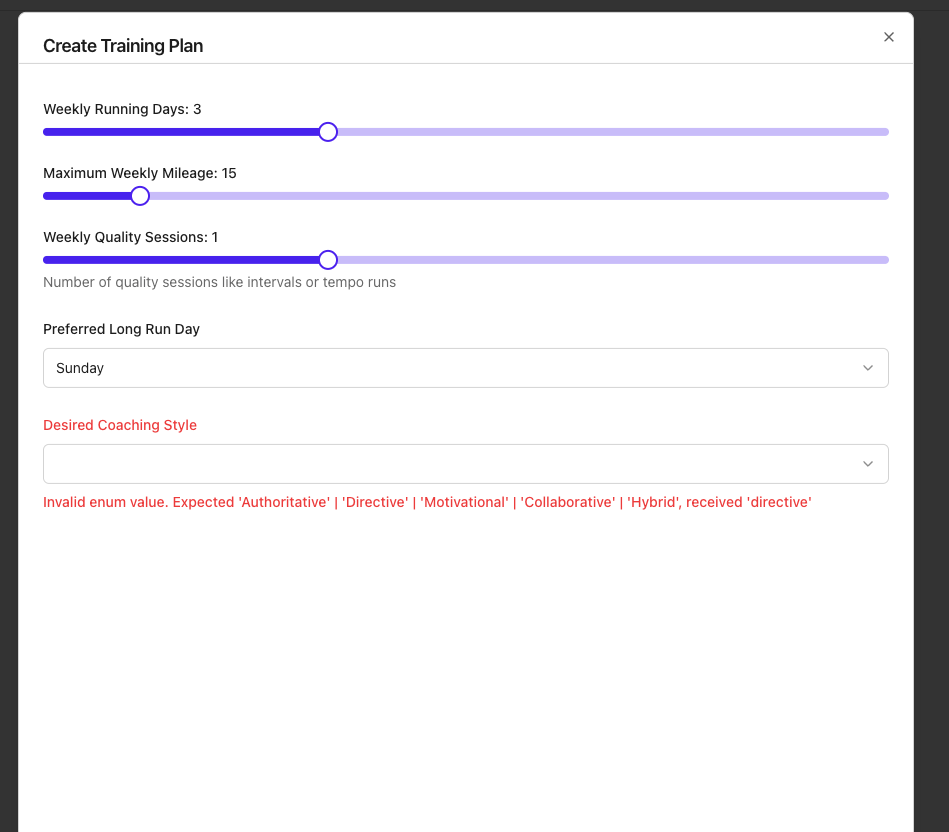 Create Training Plan
Weekly Running Days: 3
Maximum Weekly Mileage: 15
Weekly Quality Sessions: 1
Number of quality sessions like intervals or tempo runs
Preferred Long Run Day
Sunday
Desired Coaching Style
Invalid enum value. Expected 'Authoritative' | 'Directive' | 'Motivational' | 'Collaborative' | 'Hybrid', received 'directive'